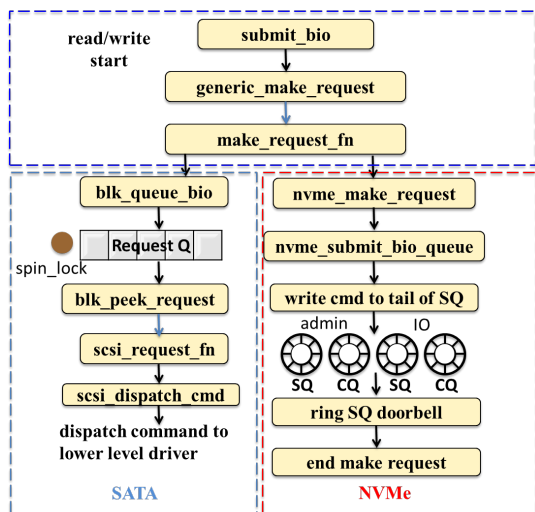 read/write
start
submit_bio
generic_make_request
make_request_fn
blk_queue_bio
Request Q
spin_lock
blk_peek_request
scsi_request_fn
scsi_dispatch_cmd
dispatch command to
lower level driver
SATA
nvme_make_request
nvme_submit_bio_queue
write cmd to tail of SQ
admin IO
SQ CQ SQ CQ
ring SQ doorbell
end make request
NVMe